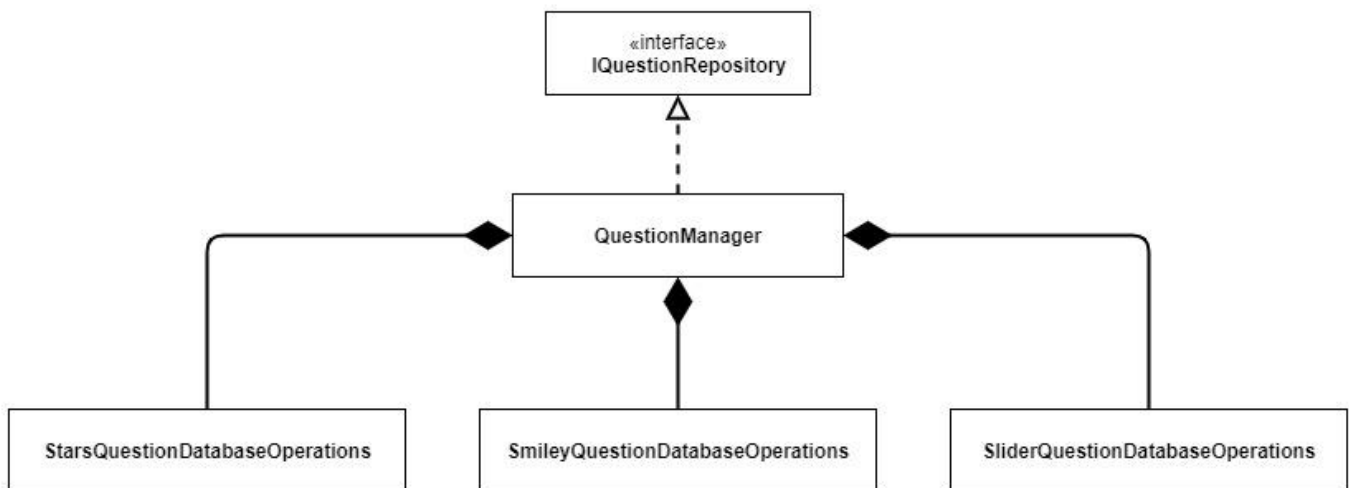 «interface»
IQuestionRepository
QuestionManager
StarsQuestionDatabaseOperations
SmileyQuestionDatabaseOperations
SliderQuestionDatabaseOperations